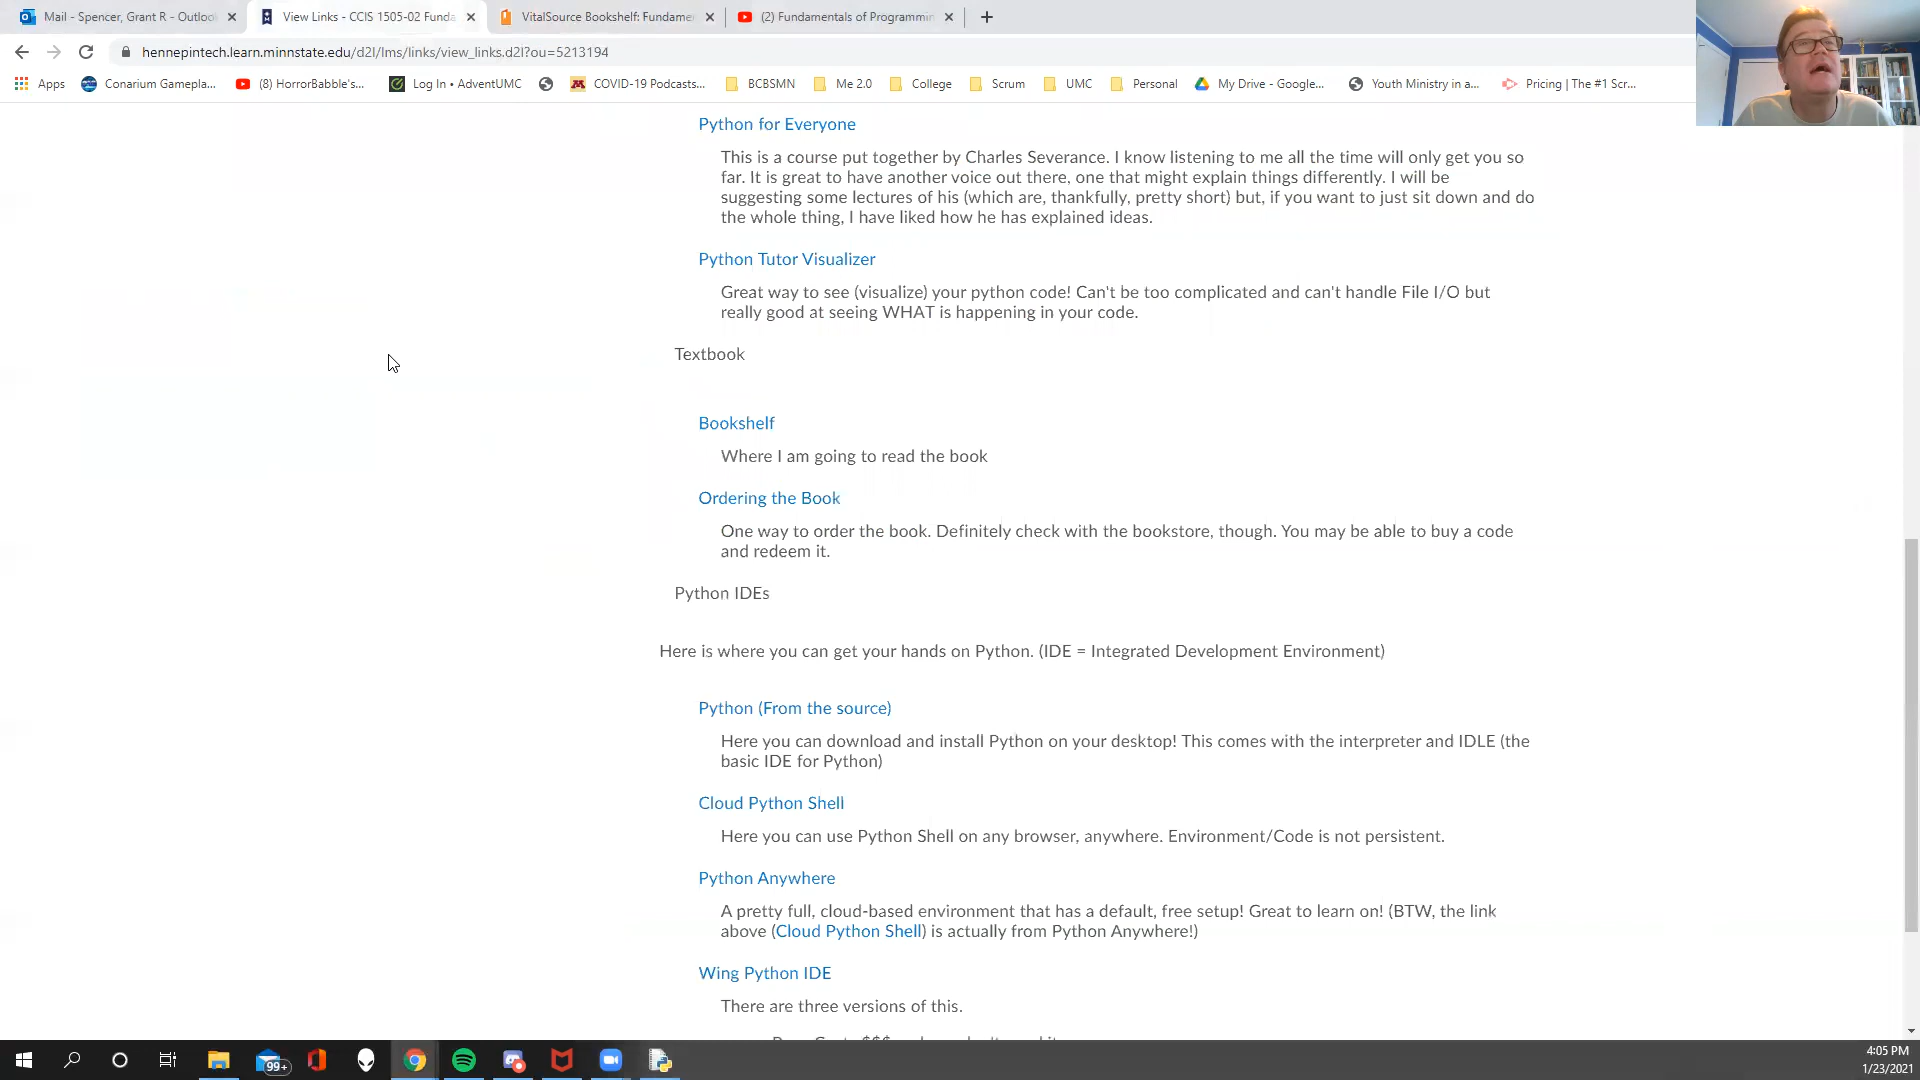 Mail - Spencer, Grant R - Outloo
View Links - CCIS 1505-02 Funda
VitalSource Bookshelf: Fundame
(2) Fundamentals of Programmin
hennepintech.learn.minnstate.edu/d2l/lms/links/view_links.d2l?ou=5213194
Apps
Conarium Gamepla...
(8) HorrorBabble's...
Log In • AdventUMC
COVID-19 Podcasts...
BCBSMN
Me 2.0
College
Scrum
UMC
Personal
My Drive - Google...
Youth Ministry in a...
Pricing | The #1 Scr...
Python for Everyone
This is a course put together by Charles Severance. I know listening to me all the time will only get you so
far. It is great to have another voice out there, one that might explain things differently. I will be
suggesting some lectures of his (which are, thankfully, pretty short) but, if you want to just sit down and do
the whole thing, I have liked how he has explained ideas.
Python Tutor Visualizer
Great way to see (visualize) your python code! Can't be too complicated and can't handle File I/O but
really good at seeing WHAT is happening in your code.
Textbook
Bookshelf
Where I am going to read the book
Ordering the Book
One way to order the book. Definitely check with the bookstore, though. You may be able to buy a code
and redeem it.
Python IDEs
Here is where you can get your hands on Python. (IDE = Integrated Development Environment)
Python (From the source)
Here you can download and install Python on your desktop! This comes with the interpreter and IDLE (the
basic IDE for Python)
Cloud Python Shell
Here you can use Python Shell on any browser, anywhere. Environment/Code is not persistent.
Python Anywhere
A pretty full, cloud-based environment that has a default, free setup! Great to learn on! (BTW, the link
above (Cloud Python Shell) is actually from Python Anywhere!)
Wing Python IDE
There are three versions of this.
99+
4:05 PM
1/23/2021